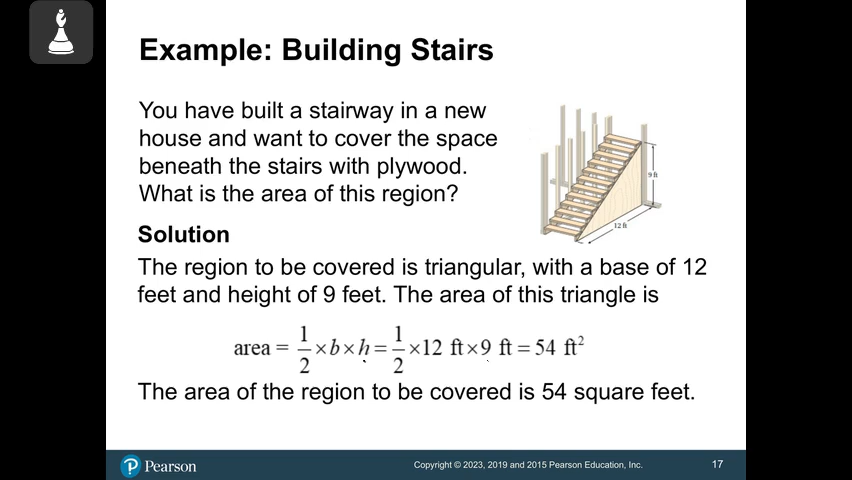 Example: Building Stairs
You have built a stairway in a new
house and want to cover the space
beneath the stairs with plywood.
What is the area of this region?
9 ft
12 ft
Solution
The region to be covered is triangular, with a base of 12
feet and height of 9 feet. The area of this triangle is
area = 1/2 × b × h = 1/2 × 12 ft × 9 ft = 54 ft²
The area of the region to be covered is 54 square feet.
Pearson
Copyright © 2023, 2019 and 2015 Pearson Education, Inc.
17